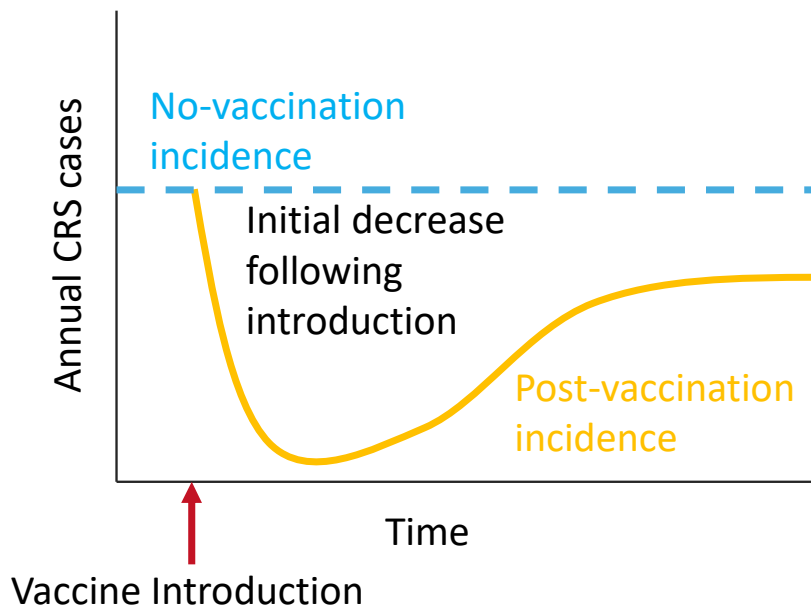 No-vaccination
incidence
Annual CRS cases
Initial decrease
following
introduction
Post-vaccination
incidence
Time
Vaccine Introduction